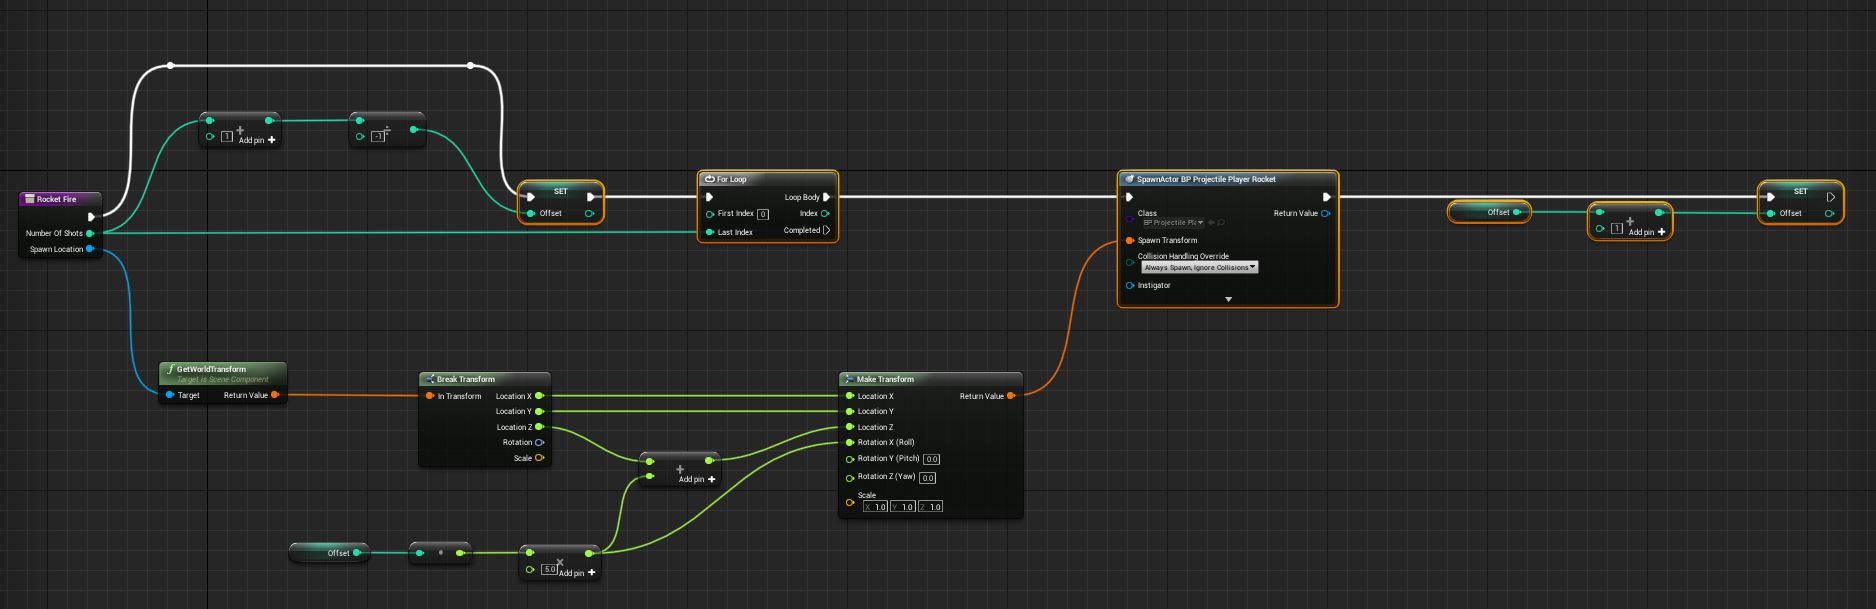 1
Add pin
-1
Rocket Fire
Number Of Shots
Spawn Location
SET
Offset
For Loop
Loop Body
First Index 0
Index
Last Index
Completed
SpawnActor BP Projectile Player Rocket
Class
BP Projectile Pla
Return Value
Spawn Transform
Collision Handling Override
Always Spawn, Ignore Collisions
Instigator
Offset
1
Add pin
SET
Offset
GetWorldTransform
Target is Scene Component
Target
Return Value
Break Transform
In Transform
Location X
Location Y
Location Z
Rotation
Scale
Add pin
Make Transform
Location X
Return Value
Location Y
Location Z
Rotation X (Roll)
Rotation Y (Pitch) 0.0
Rotation Z (Yaw) 0.0
Scale
X 1.0 Y 1.0 Z 1.0
Offset
5.0
Add pin